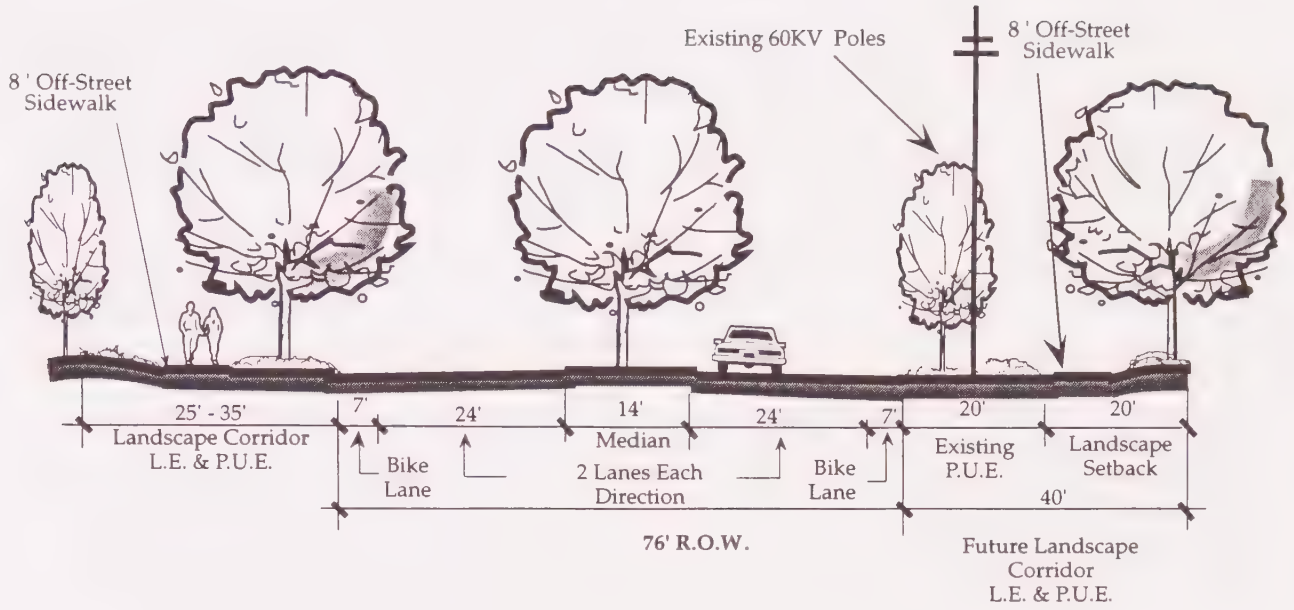 Existing 60KV Poles
8 ' Off-Street
Sidewalk
8 ' Off-Street
Sidewalk
25' - 35'
Landscape Corridor
L.E. & P.U.E.
7'
Bike
Lane
24'
14'
Median
2 Lanes Each
Direction
24'
7'
Bike
Lane
20'
Existing
P.U.E.
20'
Landscape
Setback
40'
76' R.O.W.
Future Landscape
Corridor
L.E. & P.U.E.